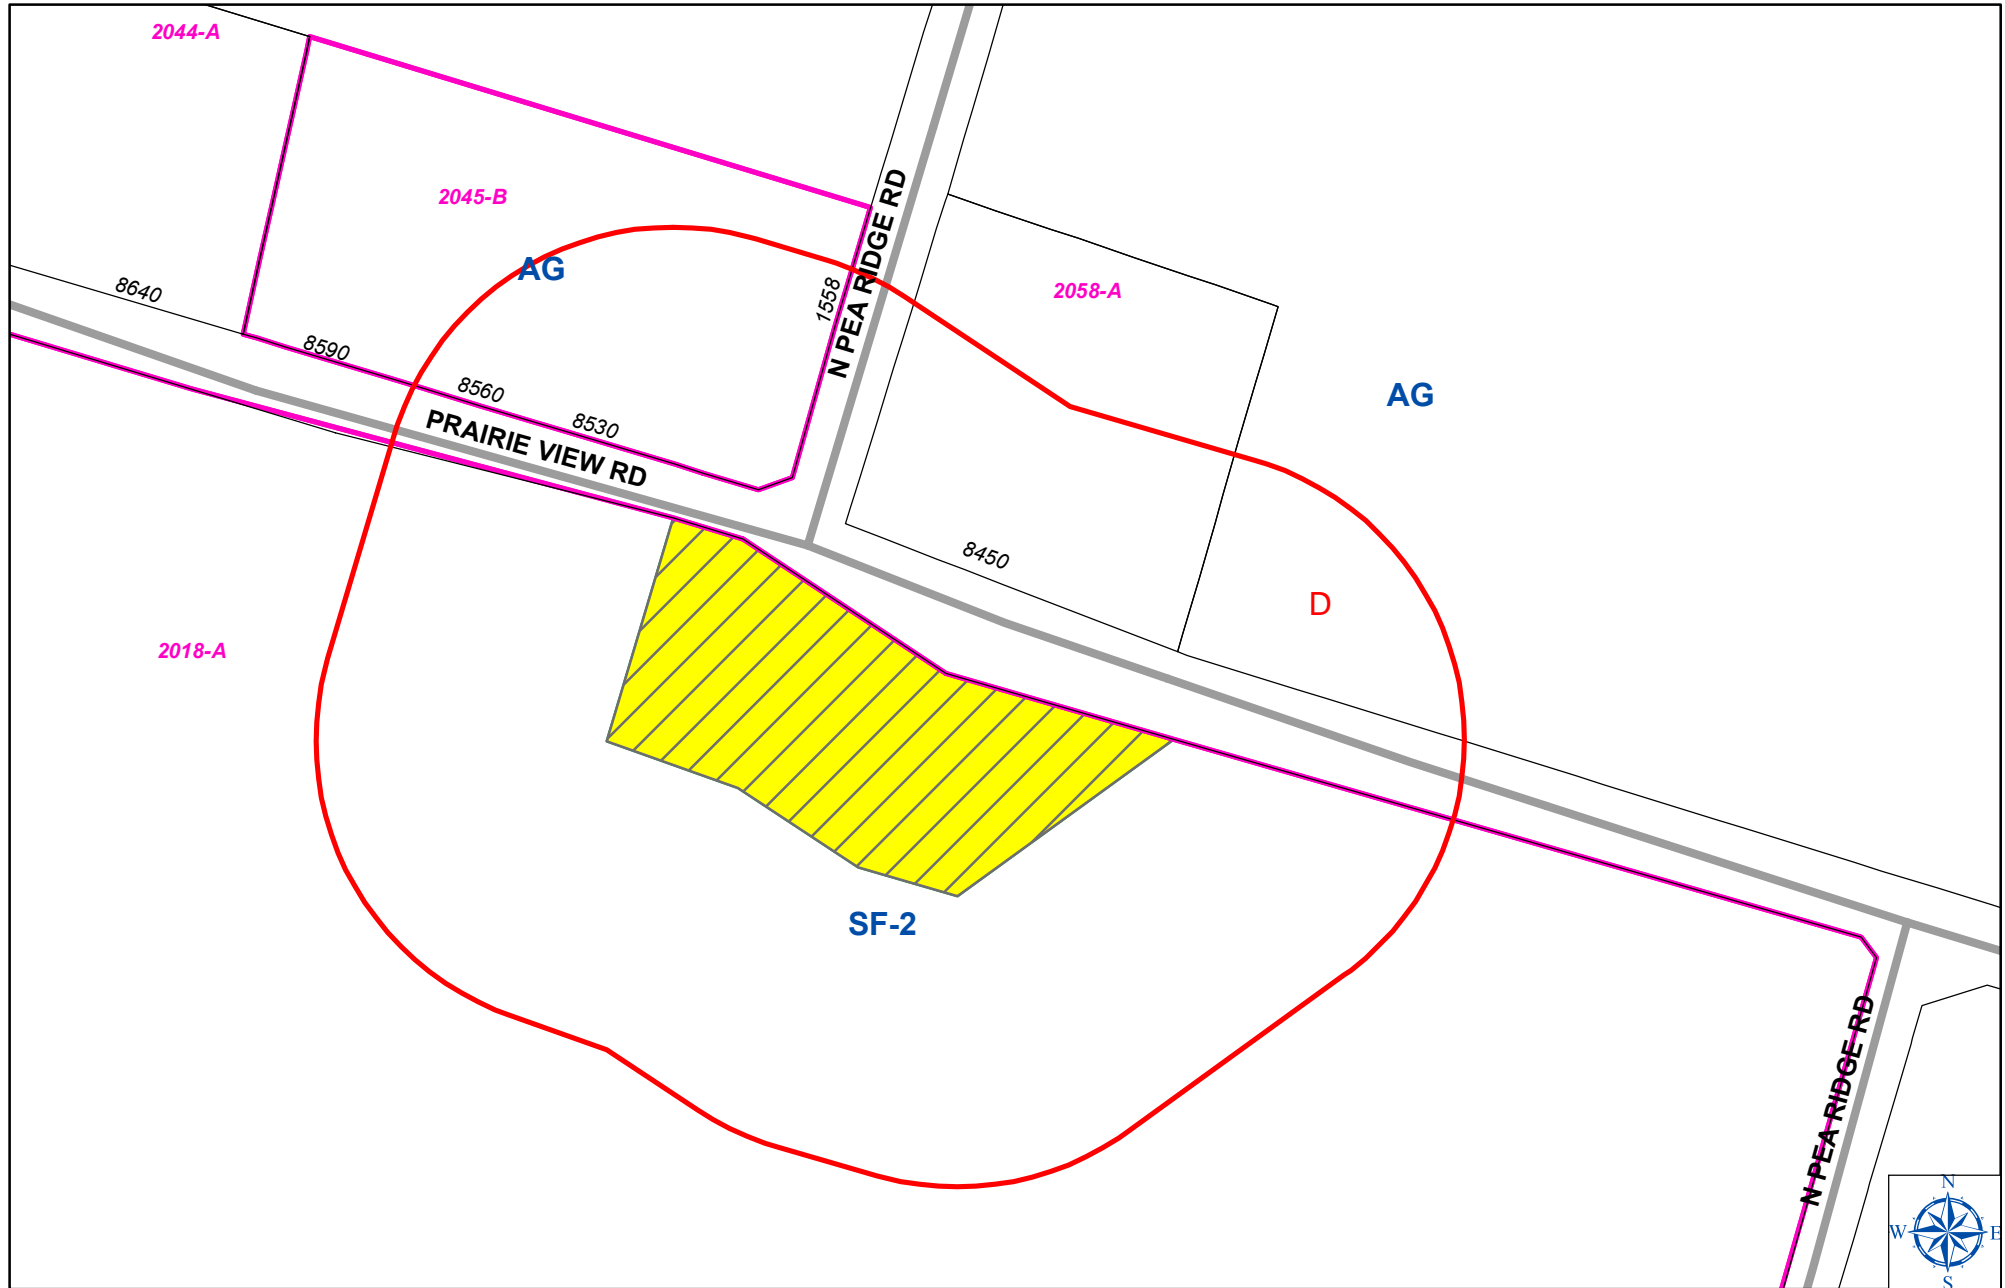 2044-A
2045-B
N PEA RIDGE RD
AG
1558
2058-A
8640
8590
8560
8530
PRAIRIE VIEW RD
AG
8450
D
2018-A
SF-2
N PEA RIDGE RD
N
W
E
S